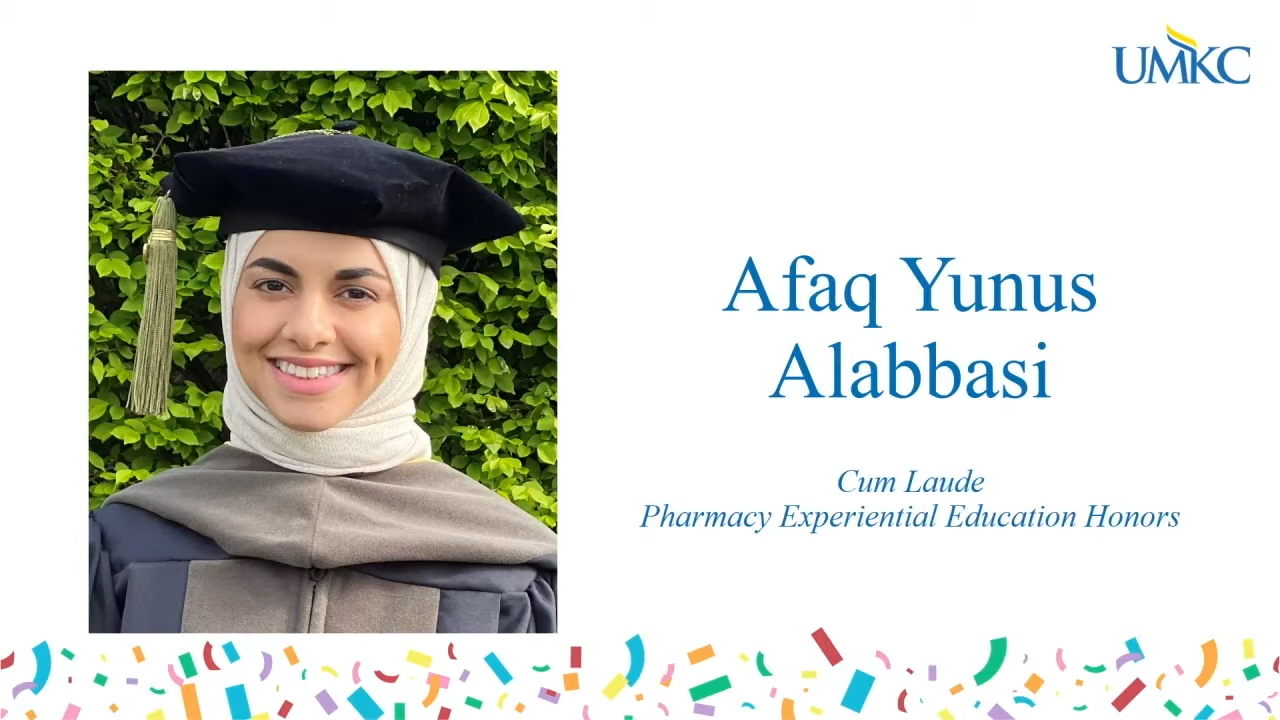 UMKC
Afaq Yunus
Alabbasi
Cum Laude
Pharmacy Experiential Education Honors